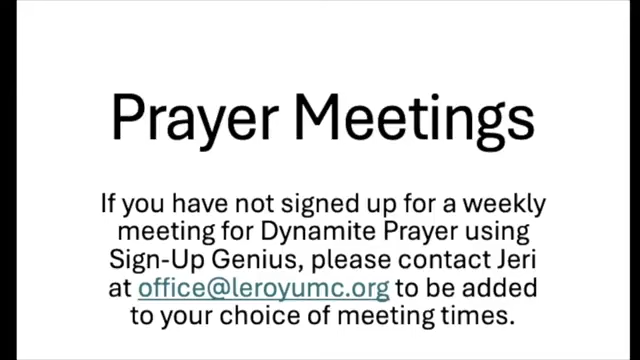 Prayer Meetings
If you have not signed up for a weekly
meeting for Dynamite Prayer using
Sign-Up Genius, please contact Jeri
at office@leroyumc.org to be added
to your choice of meeting times.